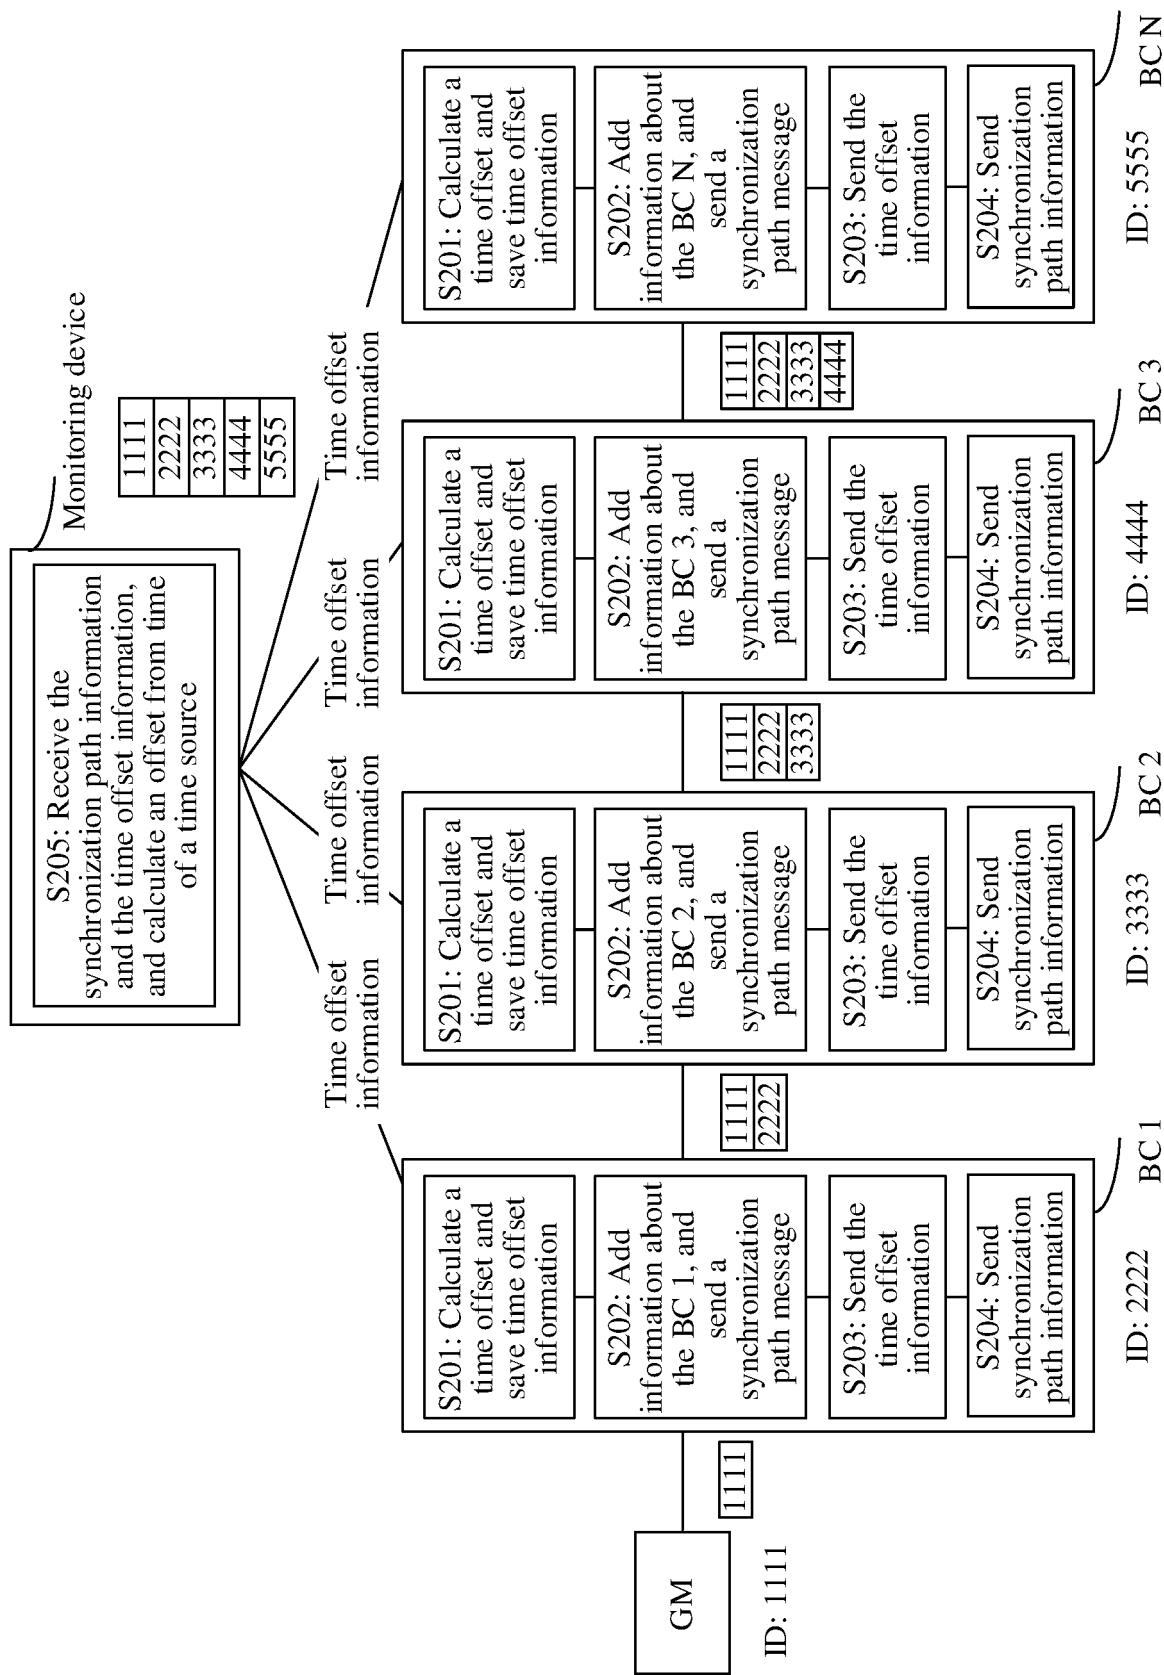 S205: Receive the
synchronization path information
and the time offset information,
and calculate an offset from time
of a time source
Monitoring device
1111
2222
3333
4444
5555
Time offset
information
Time offset
information
Time offset
information
Time offset
information
GM
ID: 1111
1111
S201: Calculate a
time offset and
save time offset
information
S202: Add
information about
the BC 1, and
send a
synchronization
path message
S203: Send the
time offset
information
S204: Send
synchronization
path information
ID: 2222
BC 1
1111
2222
S201: Calculate a
time offset and
save time offset
information
S202: Add
information about
the BC 2, and
send a
synchronization
path message
S203: Send the
time offset
information
S204: Send
synchronization
path information
ID: 3333
BC 2
1111
2222
3333
S201: Calculate a
time offset and
save time offset
information
S202: Add
information about
the BC 3, and
send a
synchronization
path message
S203: Send the
time offset
information
S204: Send
synchronization
path information
ID: 4444
BC 3
1111
2222
3333
4444
S201: Calculate a
time offset and
save time offset
information
S202: Add
information about
the BC N, and
send a
synchronization
path message
S203: Send the
time offset
information
S204: Send
synchronization
path information
ID: 5555
BC N